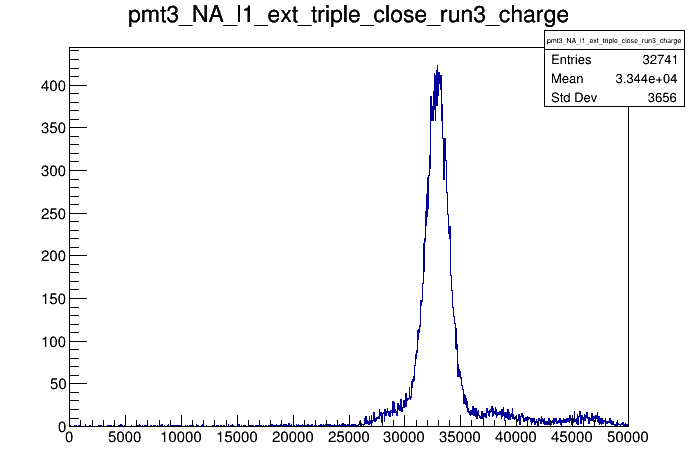 pmt3_NA_l1_ext_triple_close_run3_charge
pmt3_NA_l1_ext_triple_close_run3_charge
Entries 32741
Mean 3.344e+04
Std Dev 3656
400
350
300
250
200
150
100
50
0
0 5000 10000 15000 20000 25000 30000 35000 40000 45000 50000